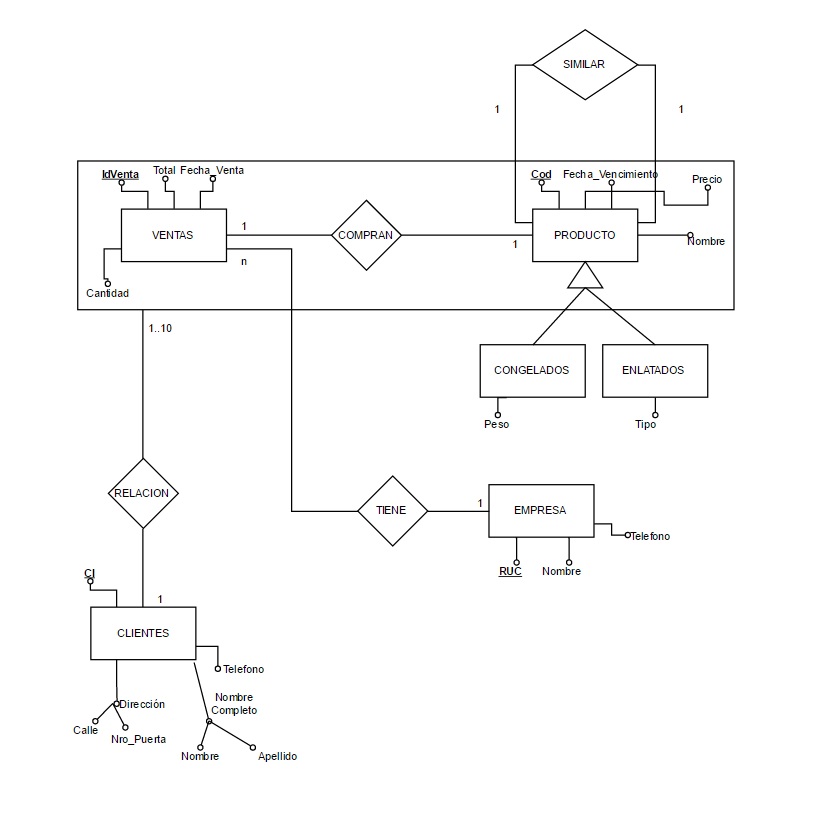 SIMILAR
1
1
IdVenta
Total
Fecha_Venta
Cod
Fecha_Vencimiento
Precio
VENTAS
1
COMPRAN
1
PRODUCTO
Nombre
n
Cantidad
1..10
CONGELADOS
ENLATADOS
Peso
Tipo
RELACION
TIENE
1
EMPRESA
Telefono
RUC
Nombre
CI
1
CLIENTES
Telefono
Dirección
Nombre
Completo
Calle
Nro_Puerta
Nombre
Apellido